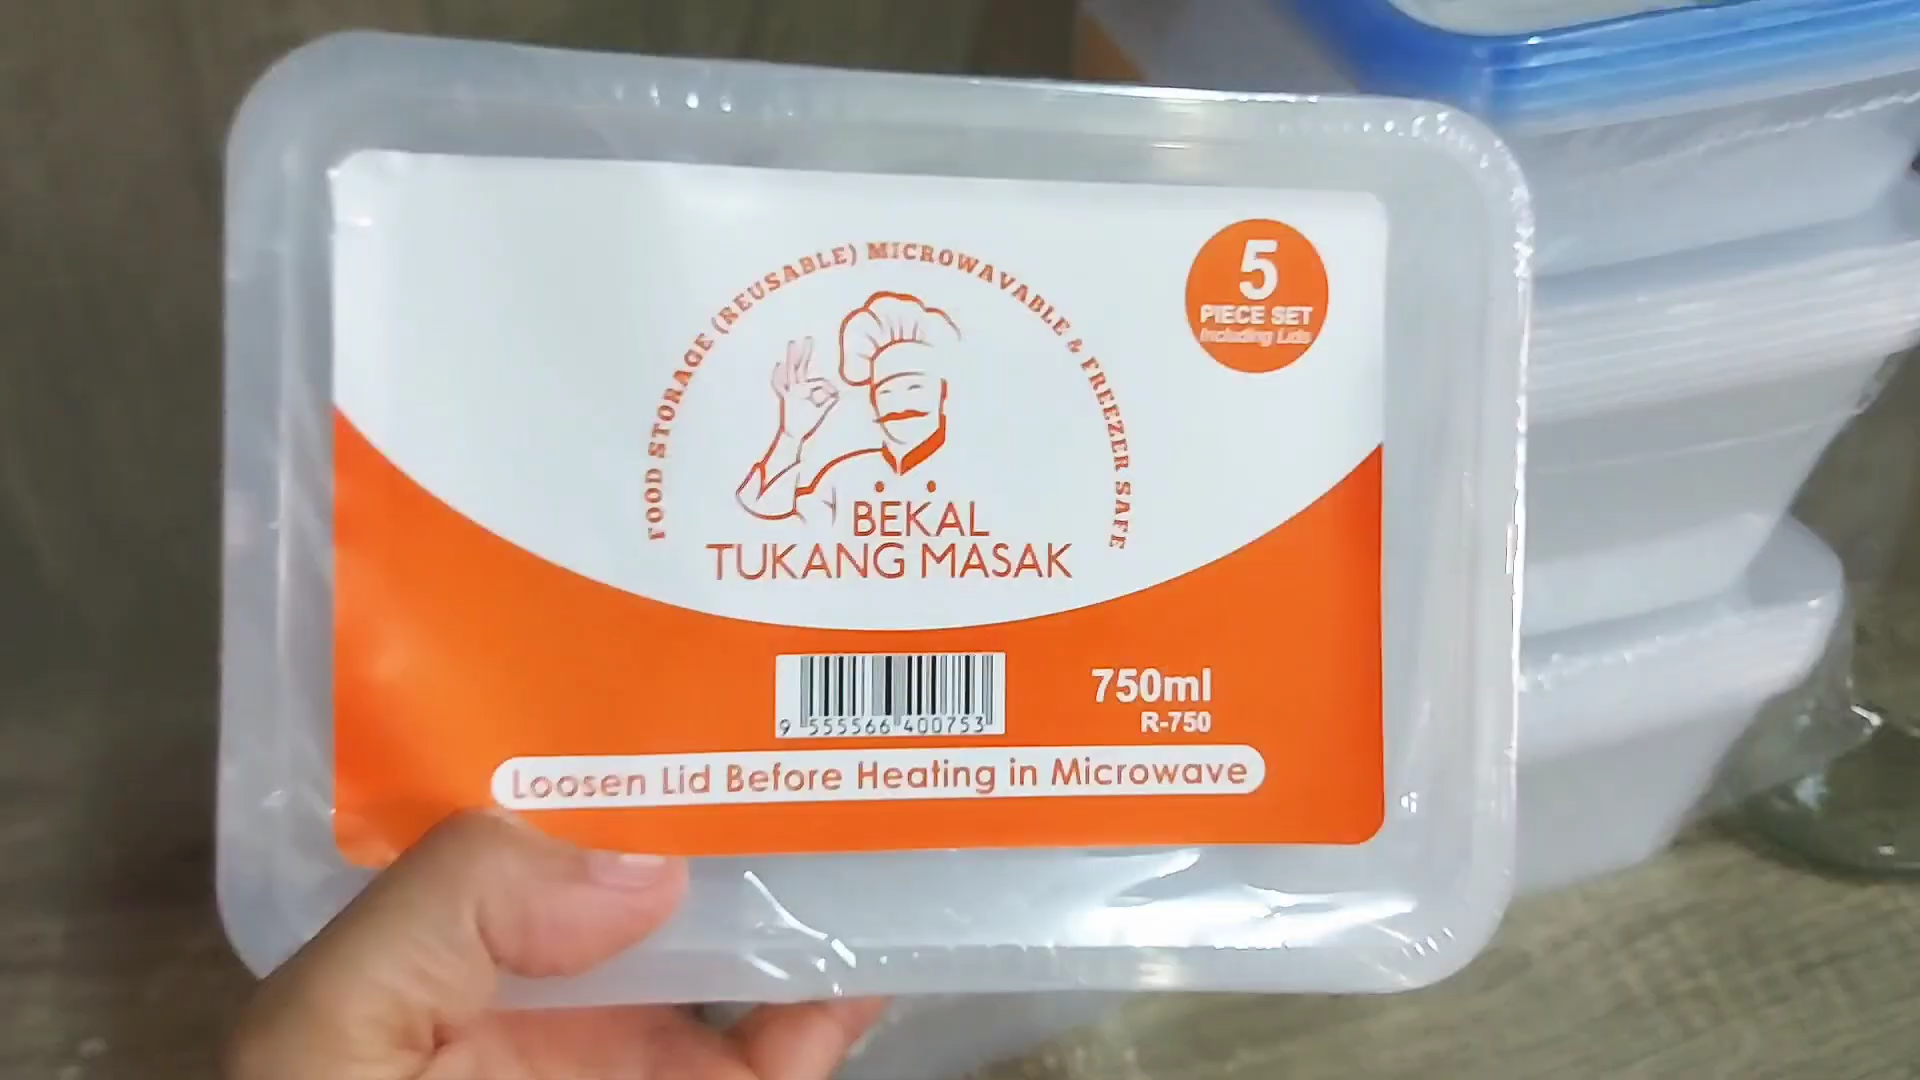 FOOD STORAGE (REUSABLE) MICROWAVABLE & FREEZER SAFE
5
PIECE SET
Including Lids
BEKAL
TUKANG MASAK
9 555566 400753
750ml
R-750
Loosen Lid Before Heating in Microwave